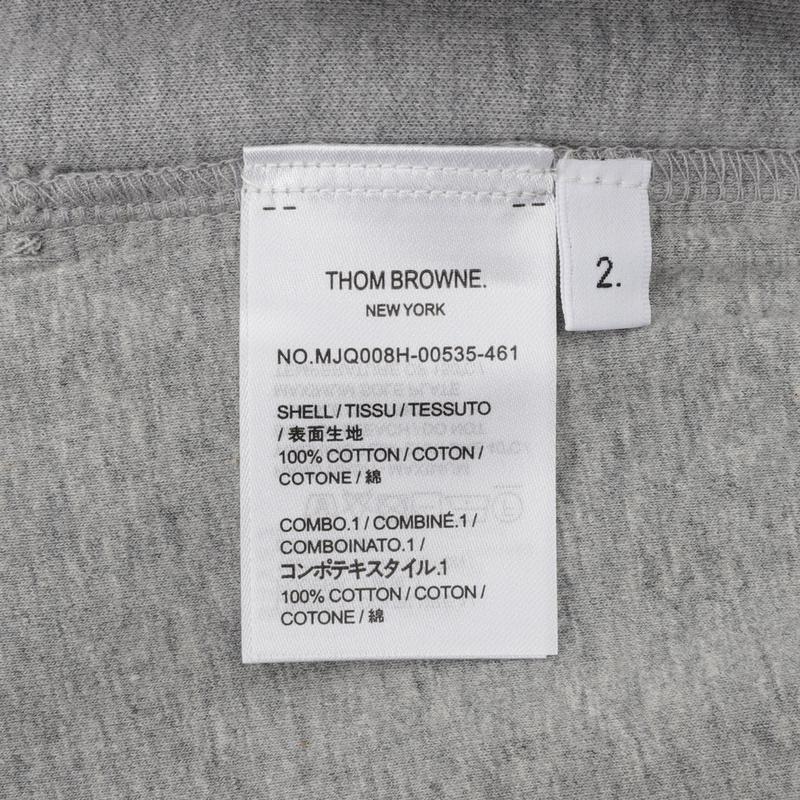 THOM BROWNE.
NEW YORK
NO.MJQ008H-00535-461
SHELL / TISSU / TESSUTO
/ 表面生地
100% COTTON / COTON /
COTONE / 綿
COMBO.1 / COMBINÉ.1 /
COMBOINATO.1 /
コンポテキスタイル.1
100% COTTON / COTON /
COTONE / 綿
2.